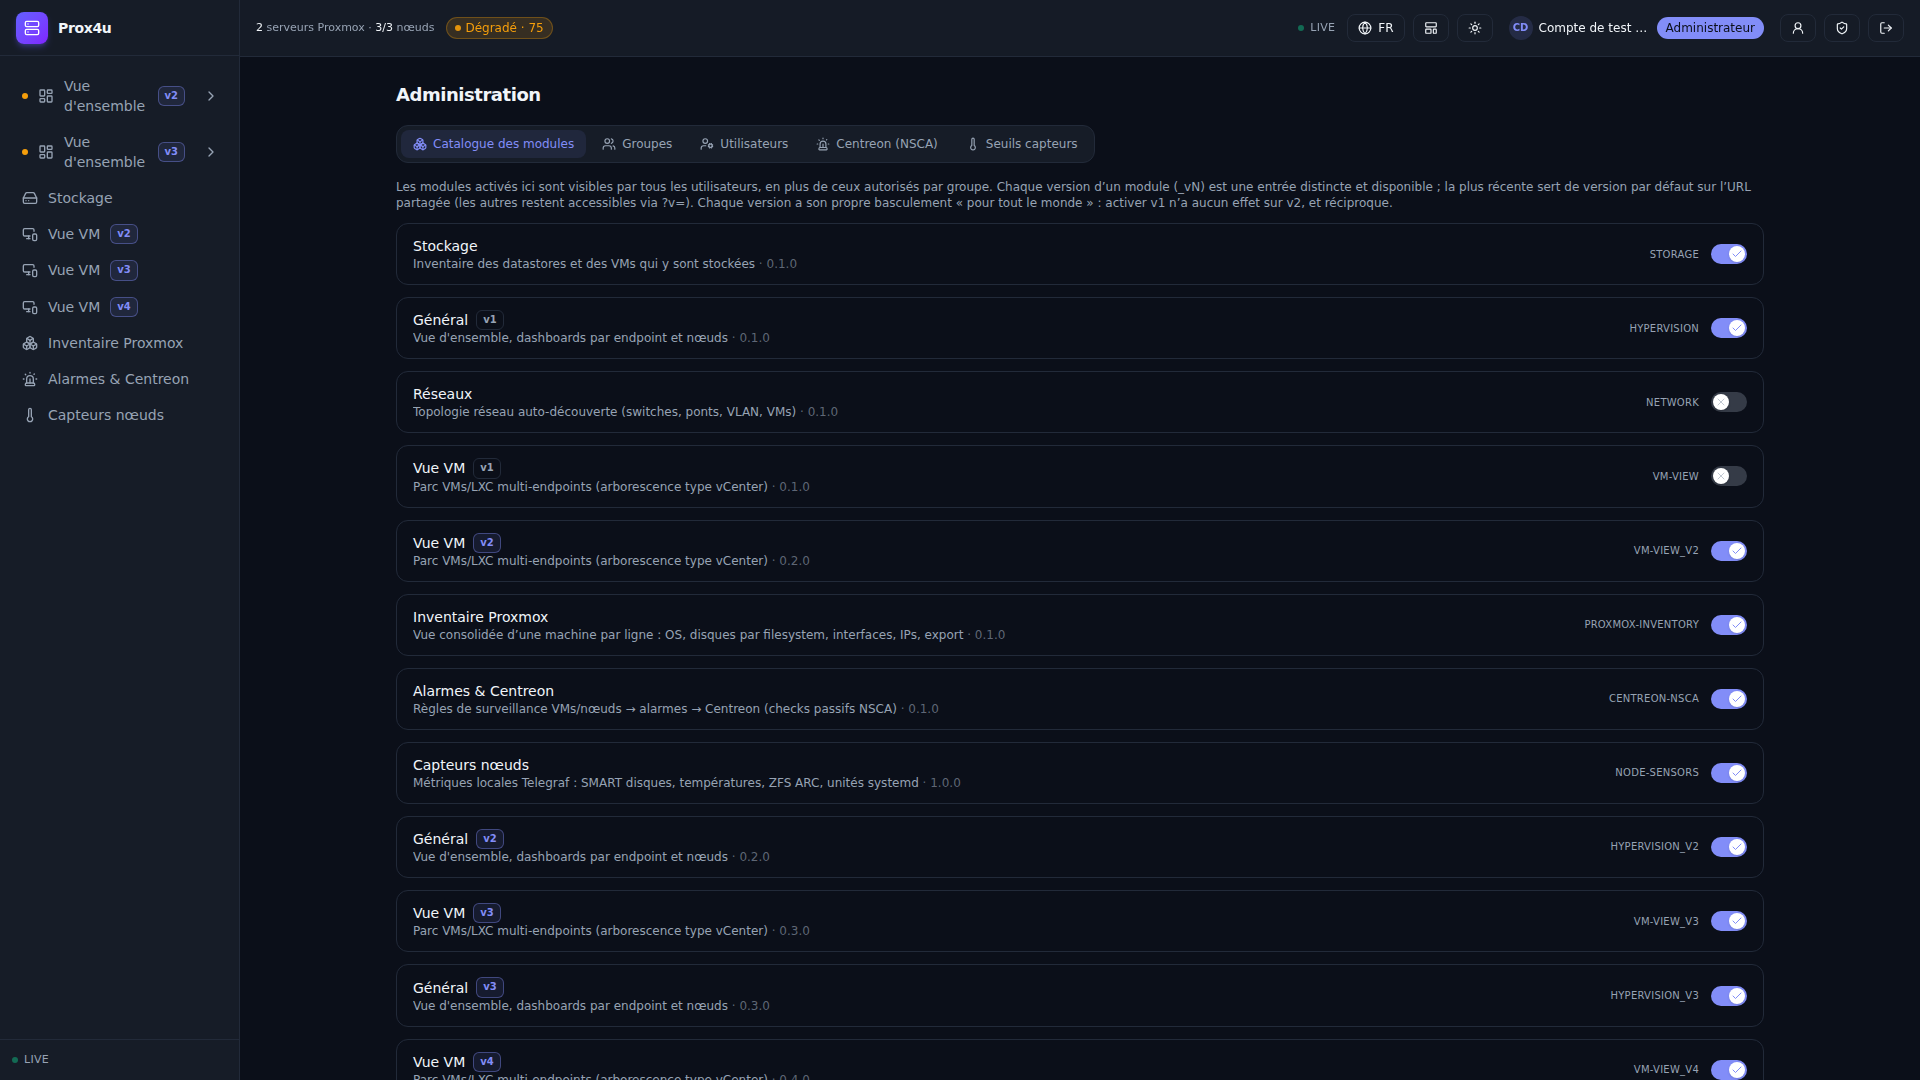 Prox4u
2 serveurs Proxmox · 3/3 nœuds
Dégradé · 75
LIVE
FR
CD
Compte de test ...
Administrateur
Vue d'ensemble
v2
Vue d'ensemble
v3
Stockage
Vue VM v2
Vue VM v3
Vue VM v4
Inventaire Proxmox
Alarmes & Centreon
Capteurs nœuds
LIVE
Administration
Catalogue des modules
Groupes
Utilisateurs
Centreon (NSCA)
Seuils capteurs
Les modules activés ici sont visibles par tous les utilisateurs, en plus de ceux autorisés par groupe. Chaque version d’un module (_vN) est une entrée distincte et disponible ; la plus récente sert de version par défaut sur l’URL
partagée (les autres restent accessibles via ?v=). Chaque version a son propre basculement « pour tout le monde » : activer v1 n’a aucun effet sur v2, et réciproque.
Stockage
Inventaire des datastores et des VMs qui y sont stockées · 0.1.0
STORAGE
Général v1
Vue d'ensemble, dashboards par endpoint et nœuds · 0.1.0
HYPERVISION
Réseaux
Topologie réseau auto-découverte (switches, ponts, VLAN, VMs) · 0.1.0
NETWORK
Vue VM v1
Parc VMs/LXC multi-endpoints (arborescence type vCenter) · 0.1.0
VM-VIEW
Vue VM v2
Parc VMs/LXC multi-endpoints (arborescence type vCenter) · 0.2.0
VM-VIEW_V2
Inventaire Proxmox
Vue consolidée d’une machine par ligne : OS, disques par filesystem, interfaces, IPs, export · 0.1.0
PROXMOX-INVENTORY
Alarmes & Centreon
Règles de surveillance VMs/nœuds → alarmes → Centreon (checks passifs NSCA) · 0.1.0
CENTREON-NSCA
Capteurs nœuds
Métriques locales Telegraf : SMART disques, températures, ZFS ARC, unités systemd · 1.0.0
NODE-SENSORS
Général v2
Vue d'ensemble, dashboards par endpoint et nœuds · 0.2.0
HYPERVISION_V2
Vue VM v3
Parc VMs/LXC multi-endpoints (arborescence type vCenter) · 0.3.0
VM-VIEW_V3
Général v3
Vue d'ensemble, dashboards par endpoint et nœuds · 0.3.0
HYPERVISION_V3
Vue VM v4
Parc VMs/LXC multi-endpoints (arborescence type vCenter) · 0.4.0
VM-VIEW_V4